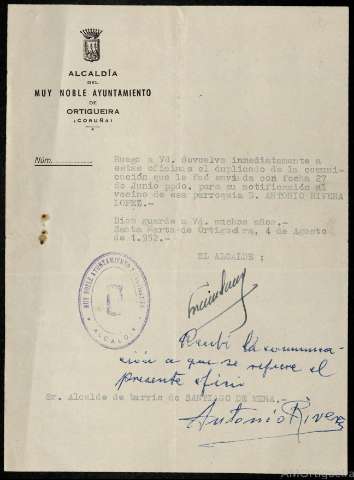 ALCALDÍA
DEL
MUY NOBLE AYUNTAMIENTO
DE
ORTIGUEIRA
(CORUÑA)
Núm.
Ruego a Vd. devuelva inmediatamente a
estas oficinas el duplicado de la comuni-
cación que le fué envida con fecha 27
de Junio ppdo. para su notificación al
vecino de esa parroquia D. ANTONIO RIVERA
LOPEZ.
Dios guarde a Vd. muchos años.
Santa Marta de Ortigueira, 4 de Agosto
de 1.952.
EL ALCALDE;
MUY NOBLE AYUNTAMIENTO
ALCALDIA
Recibí la comunica-
ción a que se refiere el
presente oficio
Sr. Alcalde de barrio de SANTIAGO DE MERA.
Antonio Rivera